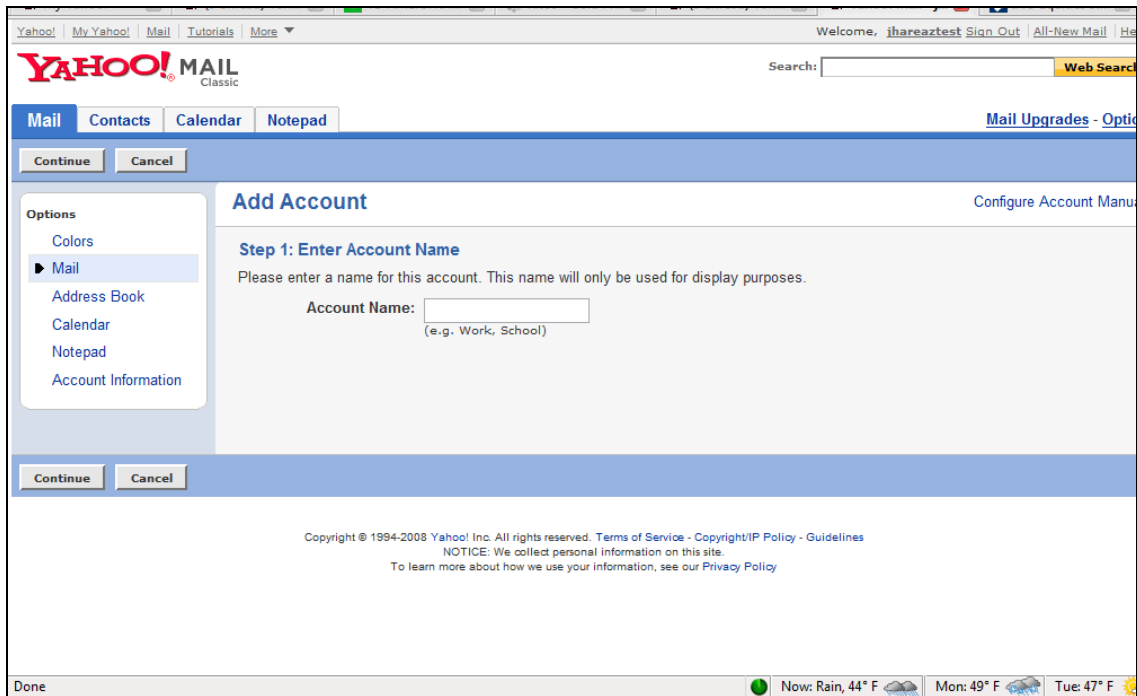 Yahoo! My Yahoo! Mail Tutorials More Welcome, jhareaztest Sign Out All-New Mail
YAHOO! MAIL
Classic
Search: Web Search
Mail Contacts Calendar Notepad Mail Upgrades -
Continue Cancel
Options
Colors
Mail
Address Book
Calendar
Notepad
Account Information
Add Account
Configure Account
Step 1: Enter Account Name
Please enter a name for this account. This name will only be used for display purposes.
Account Name:
(e.g. Work, School)
Continue Cancel
Copyright © 1994-2008 Yahoo! Inc. All rights reserved. Terms of Service - Copyright/IP Policy - Guidelines
NOTICE: We collect personal information on this site.
To learn more about how we use your information, see our Privacy Policy
Done Now: Rain, 44° F Mon: 49° F Tue: 47° F